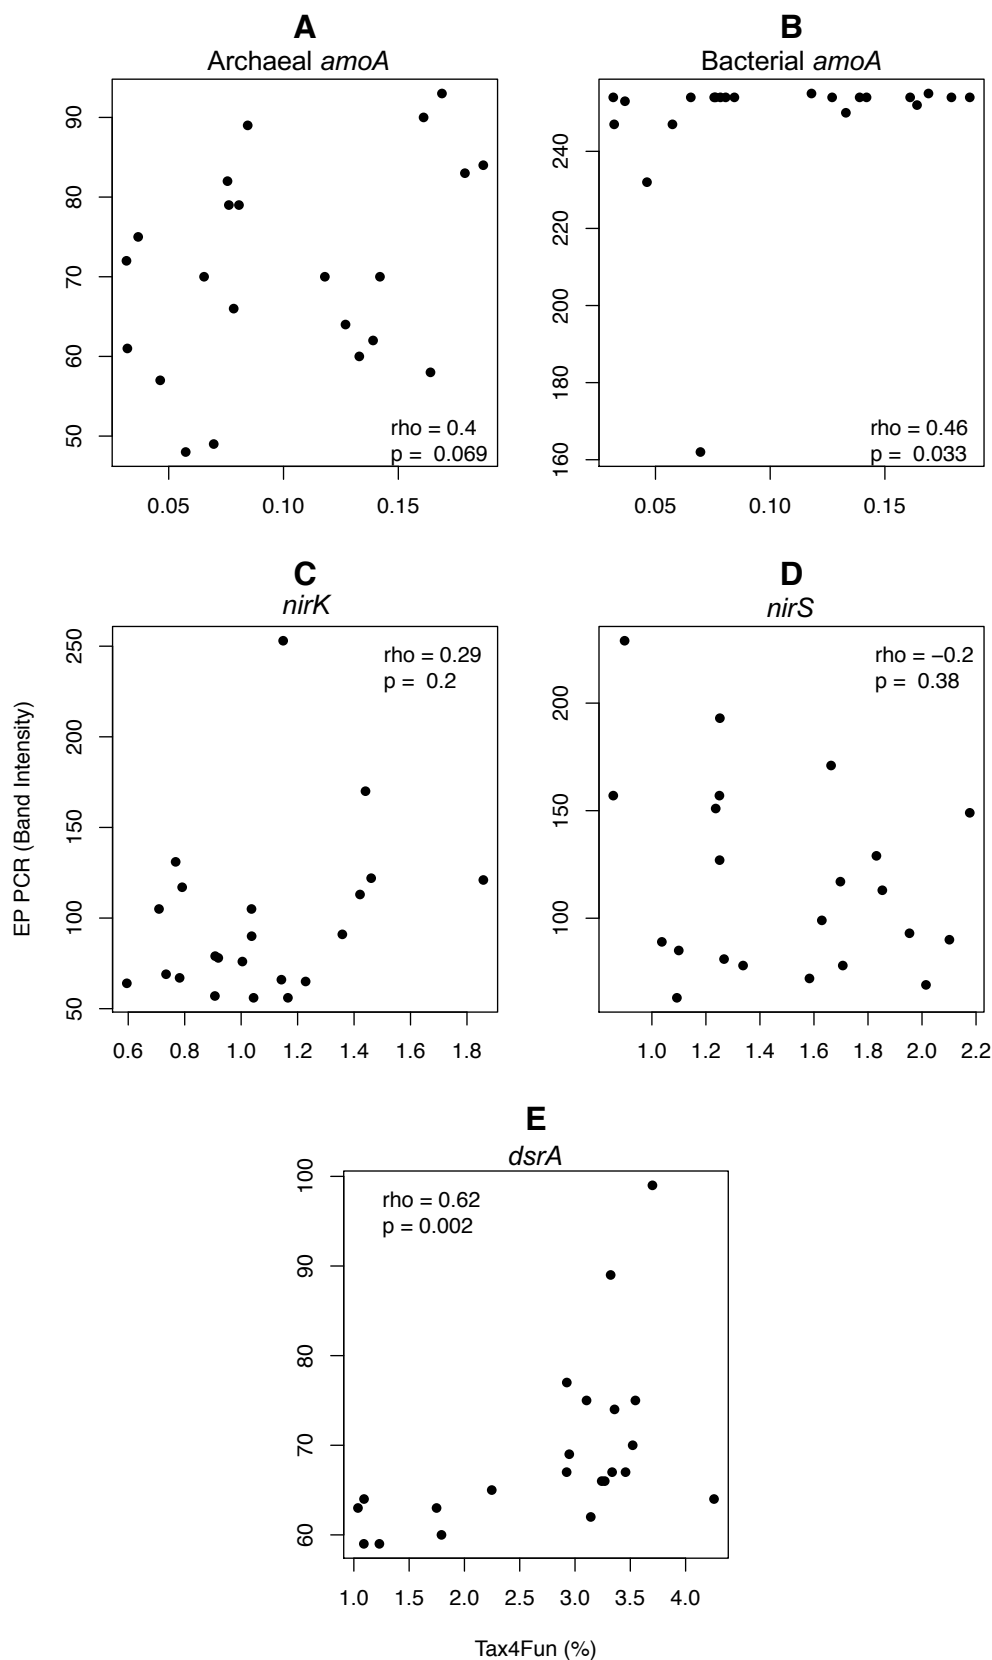 A
Archaeal amoA
90
80
70
60
50
rho = 0.4
p = 0.069
0.05 0.10 0.15
B
Bacterial amoA
240
220
200
180
160
rho = 0.46
p = 0.033
0.05 0.10 0.15
C
nirK
250
200
150
100
50
rho = 0.29
p = 0.2
0.6 0.8 1.0 1.2 1.4 1.6 1.8
EP PCR (Band Intensity)
D
nirS
200
150
100
rho = −0.2
p = 0.38
1.0 1.2 1.4 1.6 1.8 2.0 2.2
E
dsrA
100
90
80
70
60
rho = 0.62
p = 0.002
1.0 1.5 2.0 2.5 3.0 3.5 4.0
Tax4Fun (%)